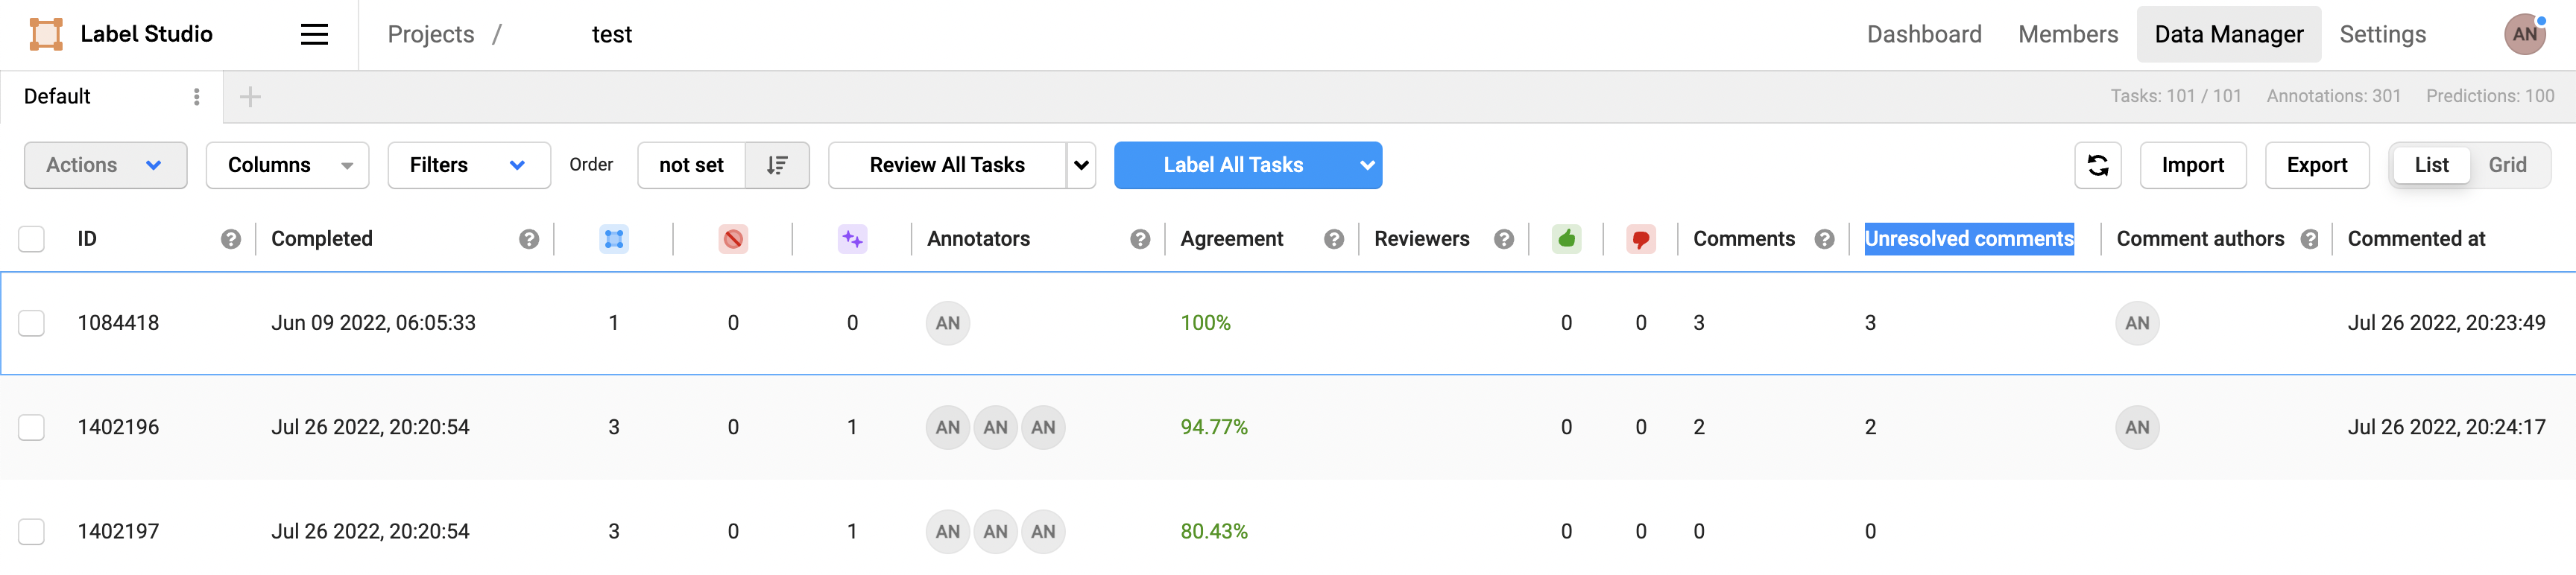 Label Studio Projects / test Dashboard Members Data Manager Settings AN
Default Tasks: 101 / 101 Annotations: 301 Predictions: 100
Actions Columns Filters Order not set Review All Tasks Label All Tasks Import Export List Grid
ID ? Completed ? Annotators ? Agreement ? Reviewers ? Comments ? Unresolved comments Comment authors ? Commented at
1084418 Jun 09 2022, 06:05:33 1 0 0 AN 100% 0 0 3 3 AN Jul 26 2022, 20:23:49
1402196 Jul 26 2022, 20:20:54 3 0 1 AN AN AN 94.77% 0 0 2 2 AN Jul 26 2022, 20:24:17
1402197 Jul 26 2022, 20:20:54 3 0 1 AN AN AN 80.43% 0 0 0 0